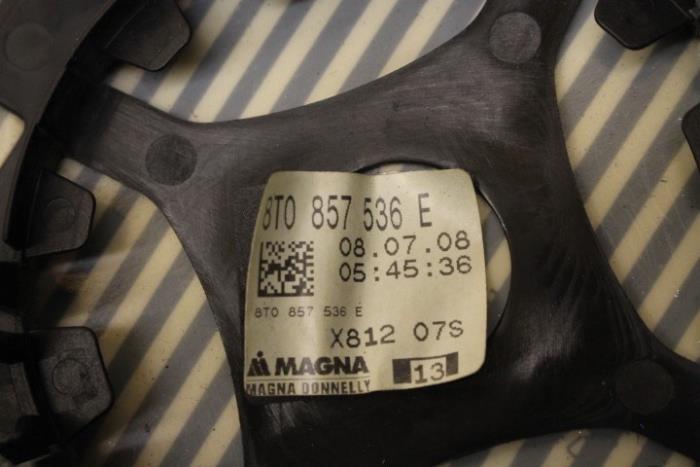 8T0 857 536 E
08.07.08
05:45:36
8T0 857 536 E
X812 07S
MAGNA 13
MAGNA DONNELLY